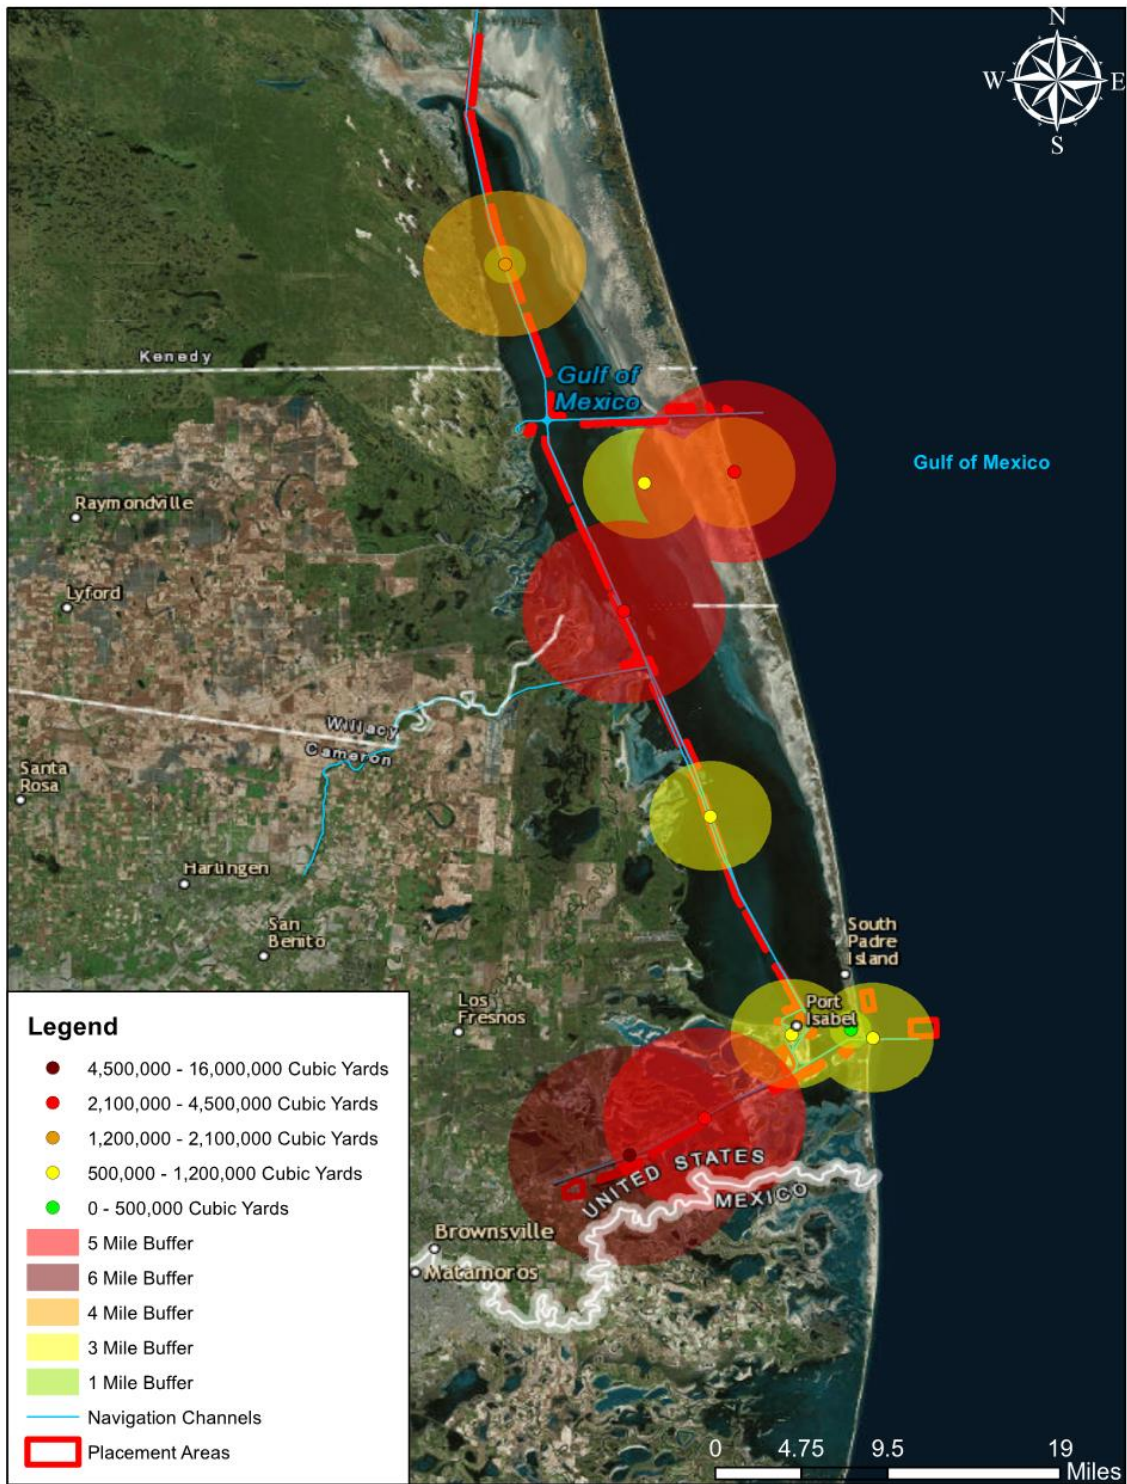 N
W E
S
Kenedy
Gulf of
Mexico
Gulf of Mexico
Raymondville
Lyford
Willacy
Cameron
Santa
Rosa
Harlingen
San
Benito
South
Padre
Island
Los
Fresnos
Port
Isabel
UNITED STATES
MEXICO
Brownsville
Matamoros
Legend
4,500,000 - 16,000,000 Cubic Yards
2,100,000 - 4,500,000 Cubic Yards
1,200,000 - 2,100,000 Cubic Yards
500,000 - 1,200,000 Cubic Yards
0 - 500,000 Cubic Yards
5 Mile Buffer
6 Mile Buffer
4 Mile Buffer
3 Mile Buffer
1 Mile Buffer
Navigation Channels
Placement Areas
0 4.75 9.5 19
Miles